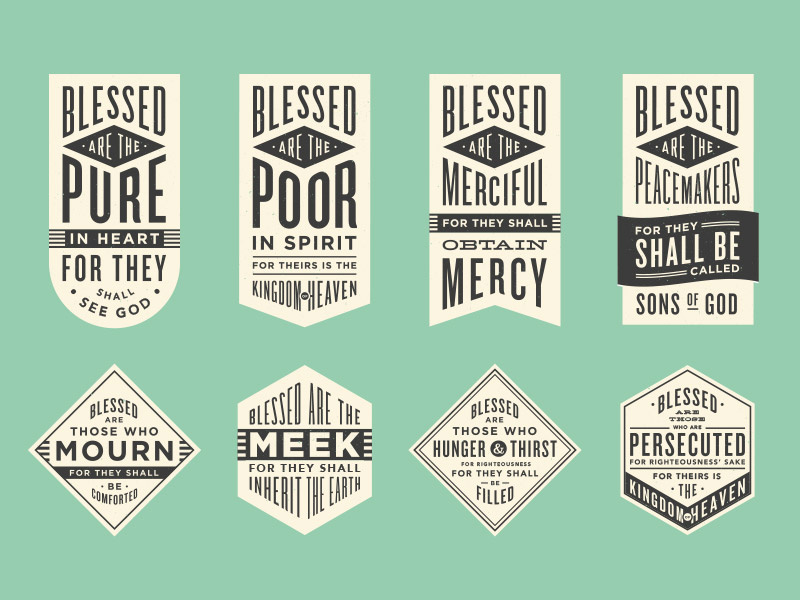 BLESSED
ARE THE
PURE
IN HEART
FOR THEY
SHALL
SEE GOD
BLESSED
ARE THE
POOR
IN SPIRIT
FOR THEIRS IS THE
KINGDOM OF HEAVEN
BLESSED
ARE THE
MERCIFUL
FOR THEY SHALL
OBTAIN
MERCY
BLESSED
ARE THE
PEACEMAKERS
FOR THEY
SHALL BE
CALLED
SONS OF GOD
BLESSED
ARE
THOSE WHO
MOURN
FOR THEY SHALL
BE
COMFORTED
BLESSED ARE THE
MEEK
FOR THEY SHALL
INHERIT THE EARTH
BLESSED
ARE
THOSE WHO
HUNGER & THIRST
FOR RIGHTEOUSNESS
FOR THEY SHALL
BE
FILLED
BLESSED
ARE
THOSE
WHO ARE
PERSECUTED
FOR RIGHTEOUSNESS' SAKE
FOR THEIRS IS
THE
KINGDOM OF HEAVEN